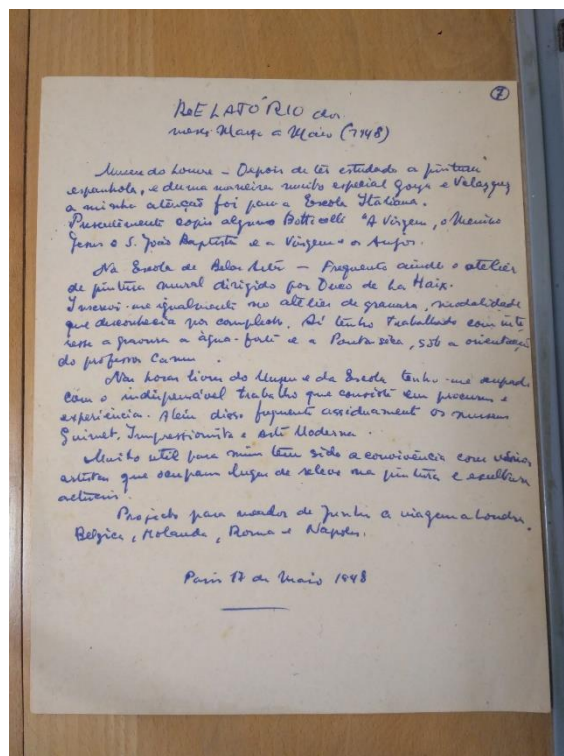 7
RELATÓRIO dos
meses Março a Maio (1948)
Museu do Louvre – Depois de ter estudado a pintura
espanhola, e duma maneira muito especial Goya e Velazquez
a minha atenção foi para a Escola Italiana.
Presentemente copio alguns Botticelli "A Virgem, o Menino
Jesus e S. João Baptista e a Virgem e os Anjos.
Na Escola de Belas Artes – Frequento ainda o atelier
de pintura mural dirigido por Duco de La Haix.
Inscrevi-me igualmente no atelier de gravura, modalidade
que desconhecia por completo. Aí tenho trabalhado com inte
resse a gravura a água-forte e a Ponta seca, sob a orientação
do professor Camus.
Nas horas livres do Museu e da Escola tenho-me ocupado
com o indispensável trabalho que consiste em procura e
experiência. Além disso frequento assiduamente os museus
Guimet, Impressionista e Arte Moderna.
Muito util para mim tem sido a convivência com vários
artistas que ocupam lugar de relevo na pintura e escultura
actuais.
Projecto para meados de Junho a viagem a Londres,
Belgica, Holanda, Roma e Napoles.
Paris 17 de Maio 1948